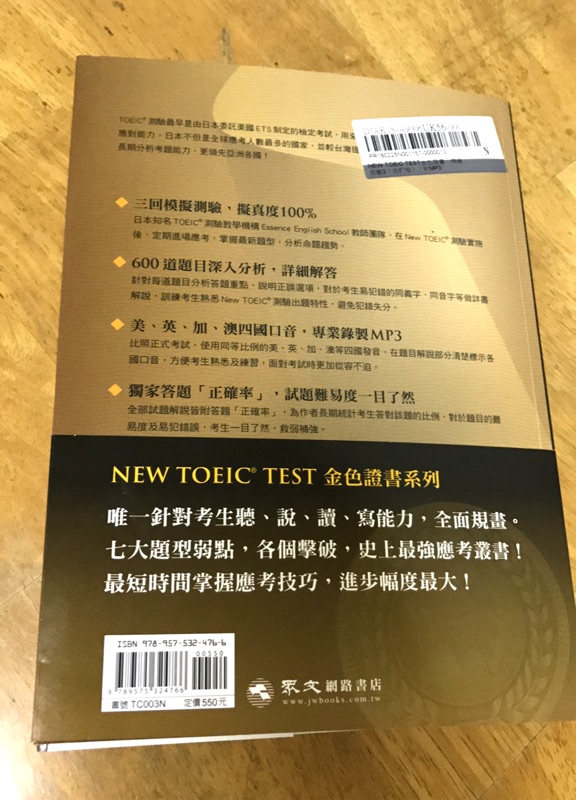 TOEIC® 測驗最早是由日本委託美國ETS制定的檢定考試，用來
應對能力，日本不但是全球應考人數最多的國家，並較台灣提
長期分析考題能力，更領先亞洲各國！
N
三回模擬測驗，擬真度100%
日本知名TOEIC® 測驗教學機構 Essence English School 教師團隊，在 New TOEIC® 測驗實施
後，定期進場應考，掌握最新題型，分析命題趨勢。
600道題目深入分析，詳細解答
針對每道題目分析答題重點、說明正誤選項，對於考生易犯錯的同義字、同音字等做詳盡
解說，訓練考生熟悉New TOEIC® 測驗出題特性，避免犯錯失分。
美、英、加、澳四國口音，專業錄製MP3
比照正式考試，使用同等比例的美、英、加、澳等四國發音。在題目解說部分清楚標示各
國口音，方便考生熟悉及練習，面對考試時更加從容不迫。
獨家答題「正確率」，試題難易度一目了然
全部試題解說皆附答題「正確率」，為作者長期統計考生答對該題的比例，對於題目的難
易度及易犯錯誤，考生一目了然，救弱補強。
NEW TOEIC® TEST 金色證書系列
唯一針對考生聽、說、讀、寫能力，全面規畫。
七大題型弱點，各個擊破，史上最強應考叢書！
最短時間掌握應考技巧，進步幅度最大！
ISBN 978-957-532-476-6
00550
9 789575 324766
書號 TC003N 定價 550元
眾文網路書店
www.jwbooks.com.tw